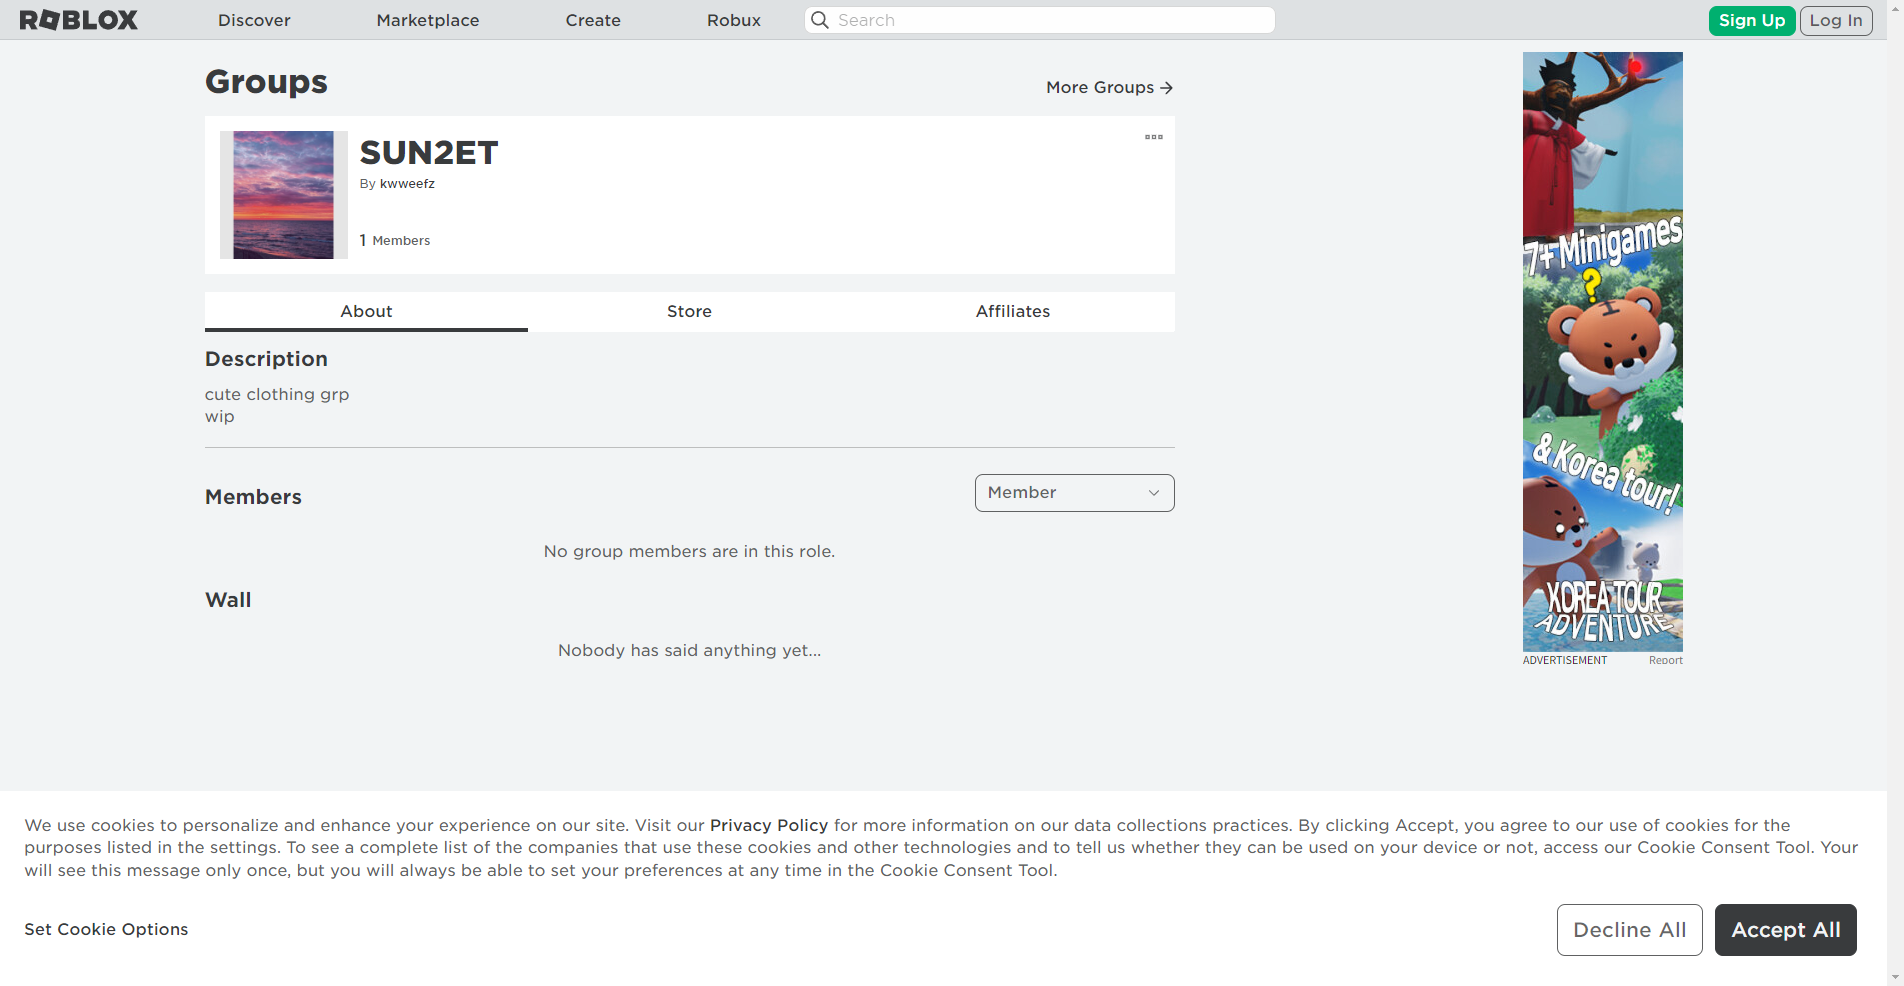 ROBLOX
Discover
Marketplace
Create
Robux
Search
Sign Up
Log In
Groups
More Groups
SUN2ET
By kwweefz
1 Members
About
Store
Affiliates
Description
cute clothing grp
wip
Members
Member
No group members are in this role.
Wall
Nobody has said anything yet...
7+ Minigames
?
& Korea tour!
KOREA TOUR
ADVENTURE
ADVERTISEMENT
Report
We use cookies to personalize and enhance your experience on our site. Visit our Privacy Policy for more information on our data collections practices. By clicking Accept, you agree to our use of cookies for the
purposes listed in the settings. To see a complete list of the companies that use these cookies and other technologies and to tell us whether they can be used on your device or not, access our Cookie Consent Tool. Your
will see this message only once, but you will always be able to set your preferences at any time in the Cookie Consent Tool.
Set Cookie Options
Decline All
Accept All